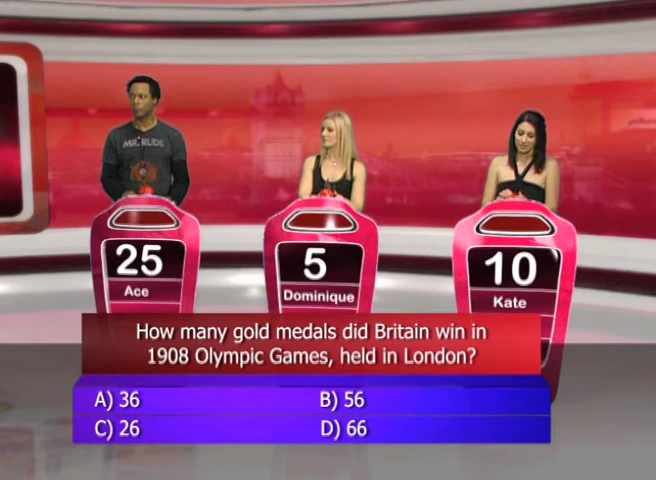 MR. RUDE
25
Ace
5
Dominique
10
Kate
How many gold medals did Britain win in
1908 Olympic Games, held in London?
A) 36
B) 56
C) 26
D) 66